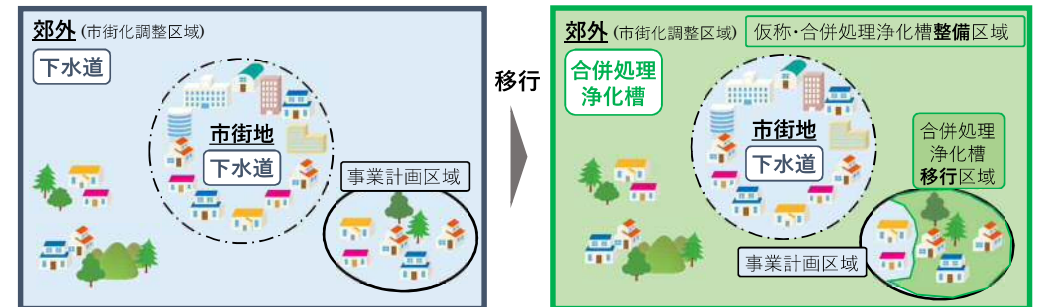 郊外 (市街化調整区域)
下水道
市街地
下水道
事業計画区域
移行
郊外 (市街化調整区域)
仮称・合併処理浄化槽整備区域
合併処理
浄化槽
市街地
下水道
合併処理
浄化槽
移行区域
事業計画区域